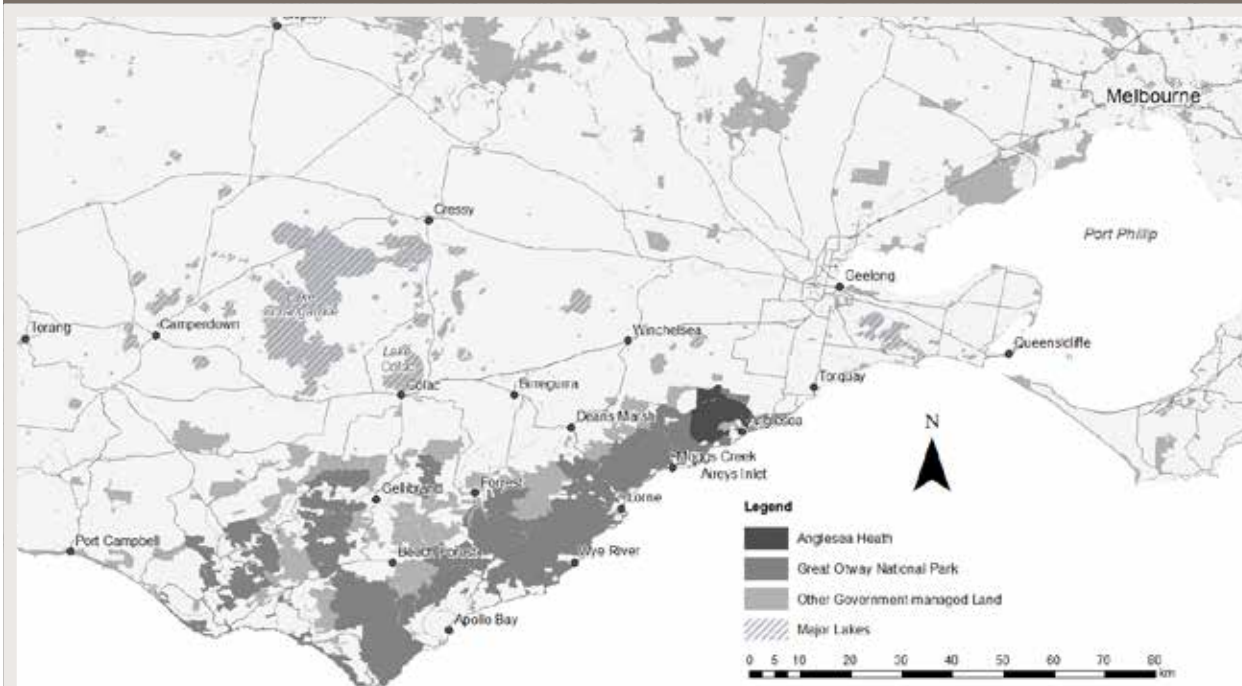 Melbourne
Port Phillip
Cressy
Geelong
Torang
Camperdown
Winchelsea
Queenscliffe
Lake
Colac
Colac
Birregurra
Torquay
Deans Marsh
Anglesea
Moggs Creek
Aireys Inlet
Gellibrand
Forrest
Lorne
Port Campbell
Beach Forest
Wye River
Apollo Bay
N
Legend
Anglesea Heath
Great Otway National Park
Other Government managed Land
Major Lakes
0 5 10 20 30 40 50 60 70 80
km